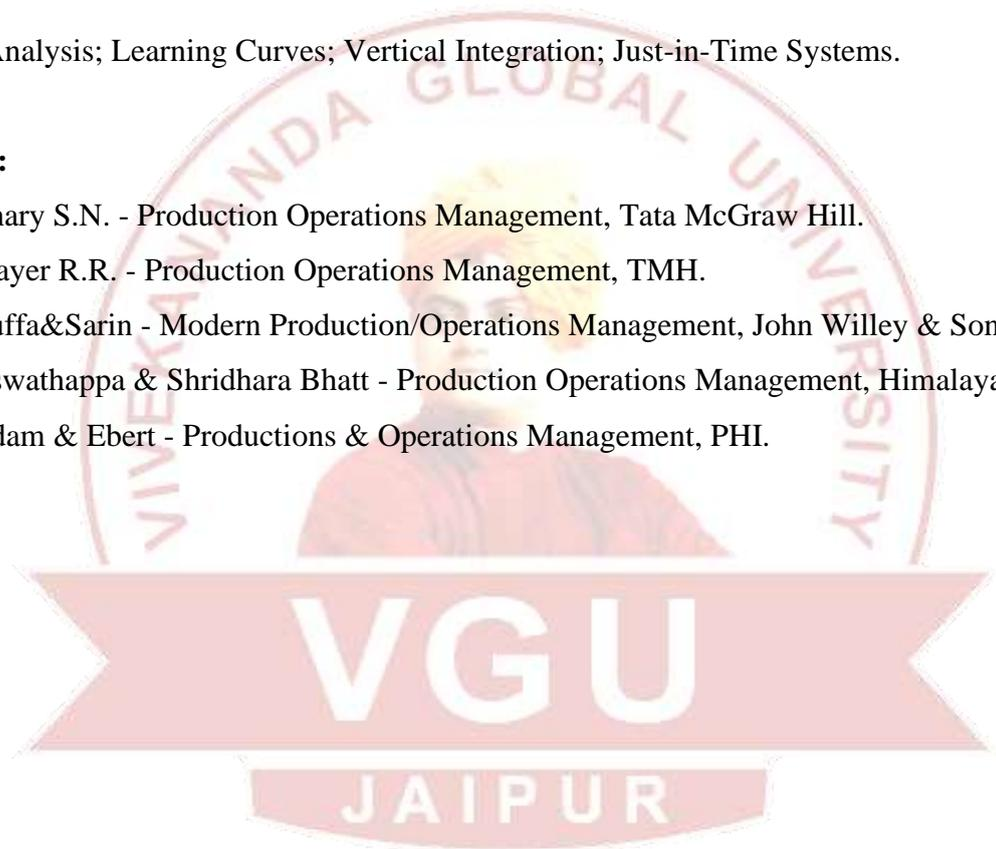 Analysis; Learning Curves; Vertical Integration; Just-in-Time Systems.
:
hary S.N. - Production Operations Management, Tata McGraw Hill.
ayer R.R. - Production Operations Management, TMH.
uffa&Sarin - Modern Production/Operations Management, John Willey & Son
swathappa & Shridhara Bhatt - Production Operations Management, Himalaya
dam & Ebert - Productions & Operations Management, PHI.
VIVEKANANDA GLOBAL UNIVERSITY
VGU
JAIPUR